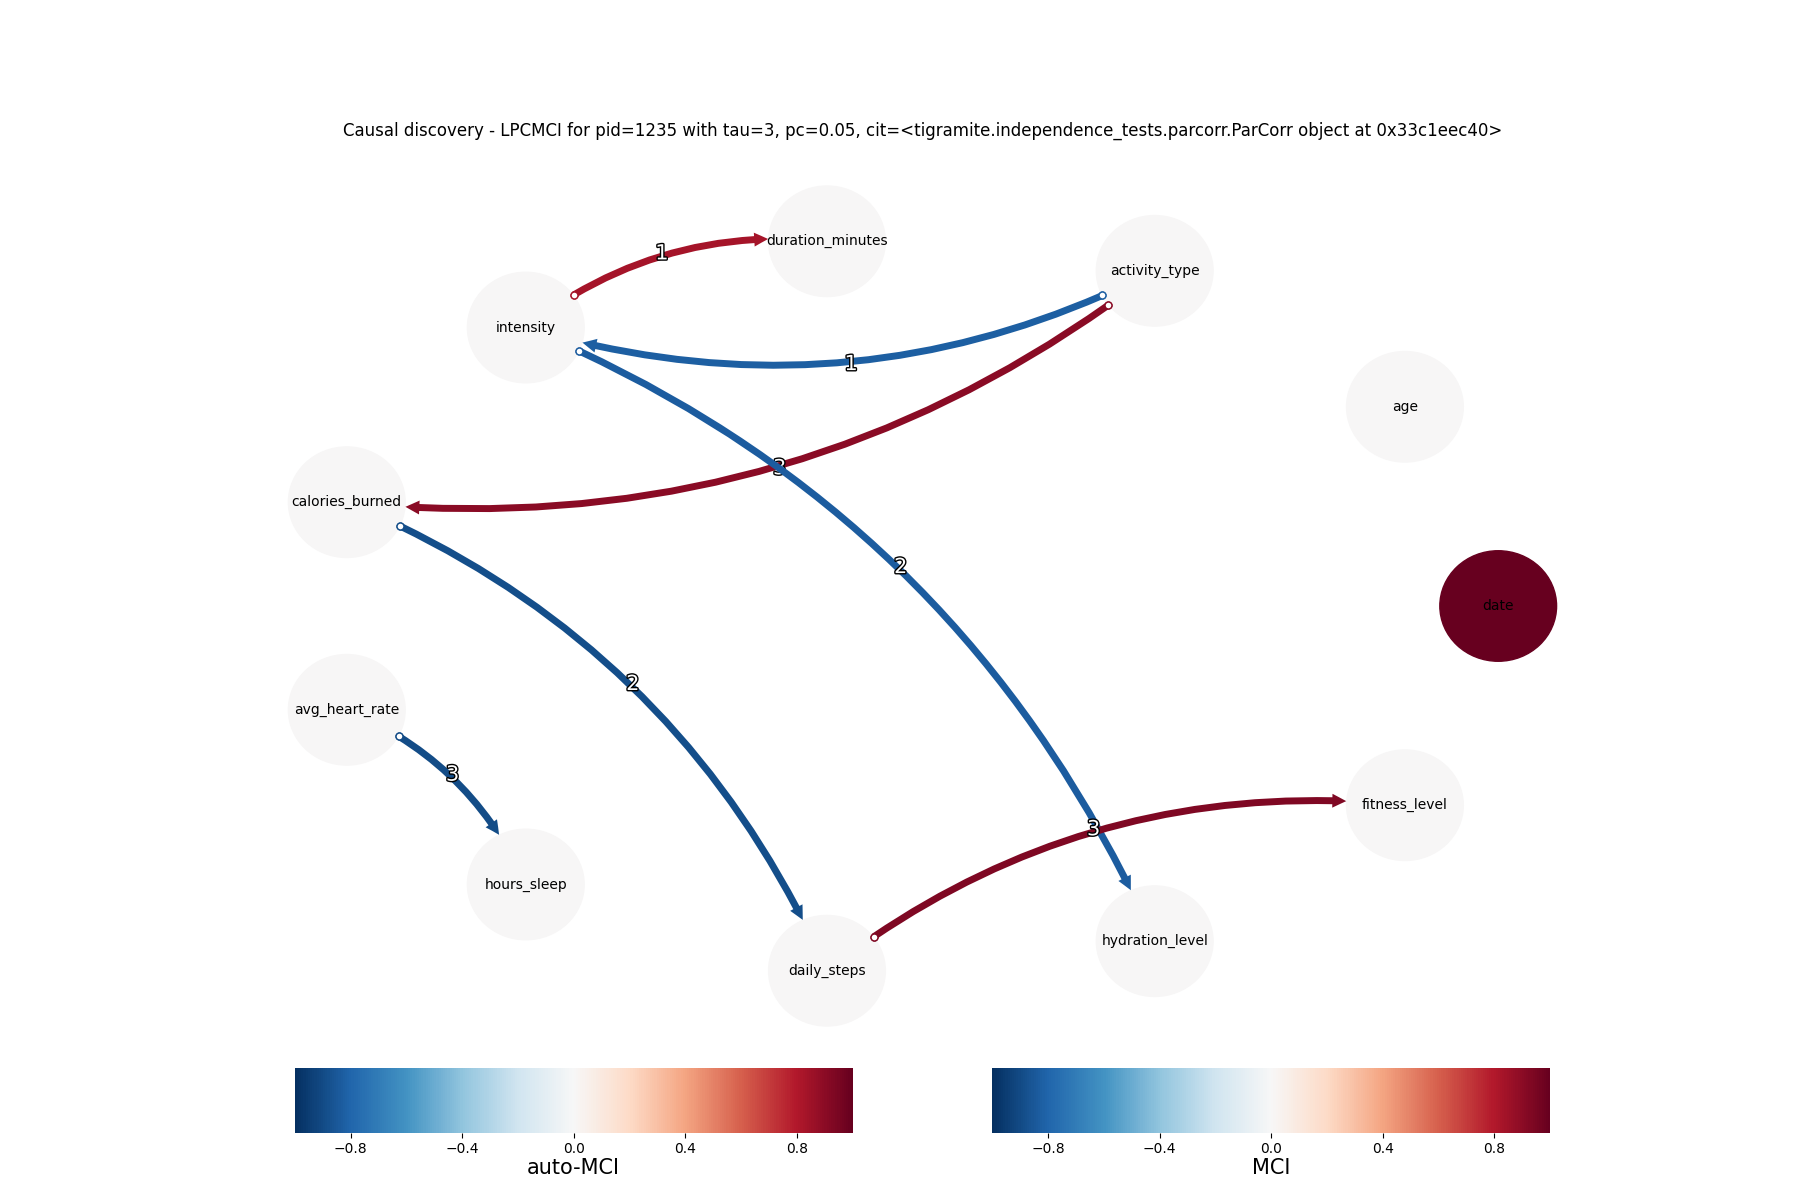 Causal discovery - LPCMCI for pid=1235 with tau=3, pc=0.05, cit=<tigramite.independence_tests.parcorr.ParCorr object at 0x33c1eec40>
duration_minutes
1
activity_type
intensity
1
age
calories_burned
2
date
2
avg_heart_rate
3
fitness_level
3
hours_sleep
hydration_level
daily_steps
−0.8 −0.4 0.0 0.4 0.8
auto-MCI
−0.8 −0.4 0.0 0.4 0.8
MCI